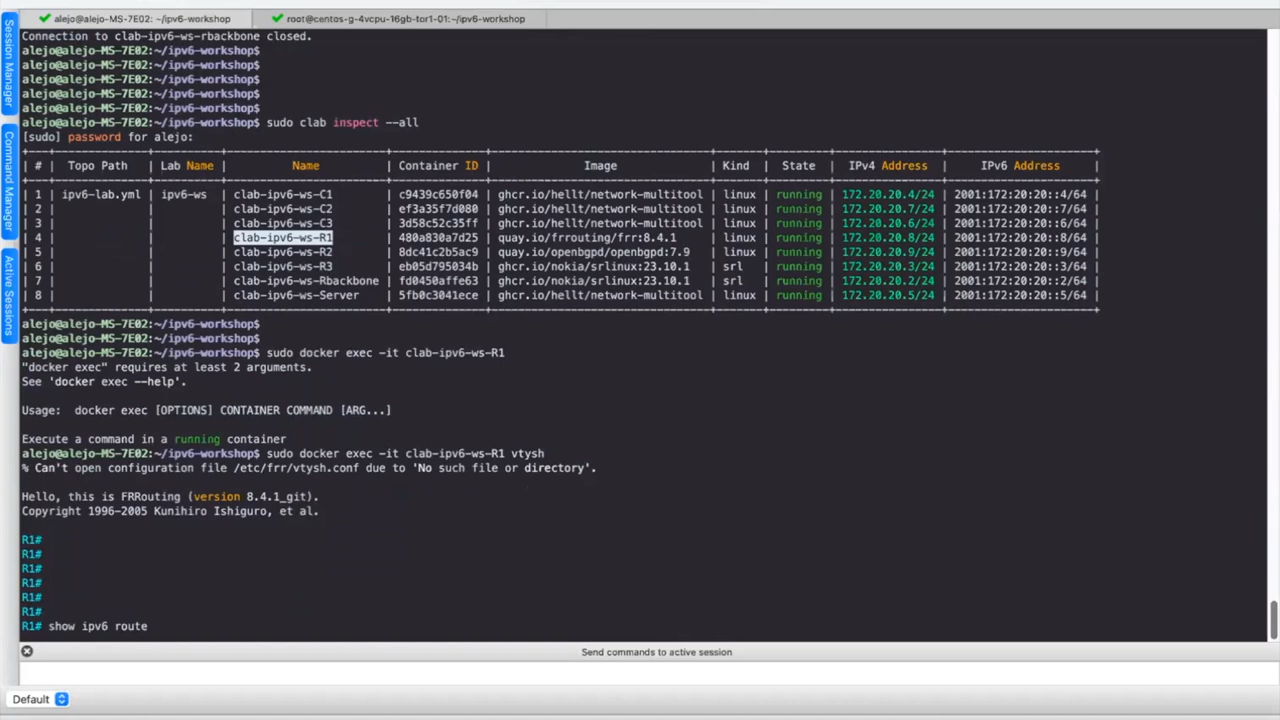 alejo@alejo-MS-7E02: ~/ipv6-workshop
root@centos-g-4vcpu-16gb-tor1-01:~/ipv6-workshop
Session Manager
Command Manager
Active Sessions
Connection to clab-ipv6-ws-rbackbone closed.
alejo@alejo-MS-7E02:~/ipv6-workshop$
alejo@alejo-MS-7E02:~/ipv6-workshop$
alejo@alejo-MS-7E02:~/ipv6-workshop$
alejo@alejo-MS-7E02:~/ipv6-workshop$
alejo@alejo-MS-7E02:~/ipv6-workshop$
alejo@alejo-MS-7E02:~/ipv6-workshop$ sudo clab inspect --all
[sudo] password for alejo:
| # | Topo Path | Lab Name | Name | Container ID | Image | Kind | State | IPv4 Address | IPv6 Address |
| 1 | ipv6-lab.yml | ipv6-ws | clab-ipv6-ws-C1 | c9439c650f04 | ghcr.io/hellt/network-multitool | linux | running | 172.20.20.4/24 | 2001:172:20:20::4/64 |
| 2 | | | clab-ipv6-ws-C2 | ef3a35f7d080 | ghcr.io/hellt/network-multitool | linux | running | 172.20.20.7/24 | 2001:172:20:20::7/64 |
| 3 | | | clab-ipv6-ws-C3 | 3d58c52c35ff | ghcr.io/hellt/network-multitool | linux | running | 172.20.20.6/24 | 2001:172:20:20::6/64 |
| 4 | | | clab-ipv6-ws-R1 | 480a830a7d25 | quay.io/frrouting/frr:8.4.1 | linux | running | 172.20.20.8/24 | 2001:172:20:20::8/64 |
| 5 | | | clab-ipv6-ws-R2 | 8dc41c2b5ac9 | quay.io/openbgpd/openbgpd:7.9 | linux | running | 172.20.20.9/24 | 2001:172:20:20::9/64 |
| 6 | | | clab-ipv6-ws-R3 | eb05d795034b | ghcr.io/nokia/srlinux:23.10.1 | srl | running | 172.20.20.3/24 | 2001:172:20:20::3/64 |
| 7 | | | clab-ipv6-ws-Rbackbone | fd0450affe63 | ghcr.io/nokia/srlinux:23.10.1 | srl | running | 172.20.20.2/24 | 2001:172:20:20::2/64 |
| 8 | | | clab-ipv6-ws-Server | 5fb0c3041ece | ghcr.io/hellt/network-multitool | linux | running | 172.20.20.5/24 | 2001:172:20:20::5/64 |
alejo@alejo-MS-7E02:~/ipv6-workshop$
alejo@alejo-MS-7E02:~/ipv6-workshop$
alejo@alejo-MS-7E02:~/ipv6-workshop$ sudo docker exec -it clab-ipv6-ws-R1
"docker exec" requires at least 2 arguments.
See 'docker exec --help'.
Usage:  docker exec [OPTIONS] CONTAINER COMMAND [ARG...]
Execute a command in a running container
alejo@alejo-MS-7E02:~/ipv6-workshop$ sudo docker exec -it clab-ipv6-ws-R1 vtysh
% Can't open configuration file /etc/frr/vtysh.conf due to 'No such file or directory'.
Hello, this is FRRouting (version 8.4.1_git).
Copyright 1996-2005 Kunihiro Ishiguro, et al.
R1#
R1#
R1#
R1#
R1#
R1#
R1# show ipv6 route
Send commands to active session
Default